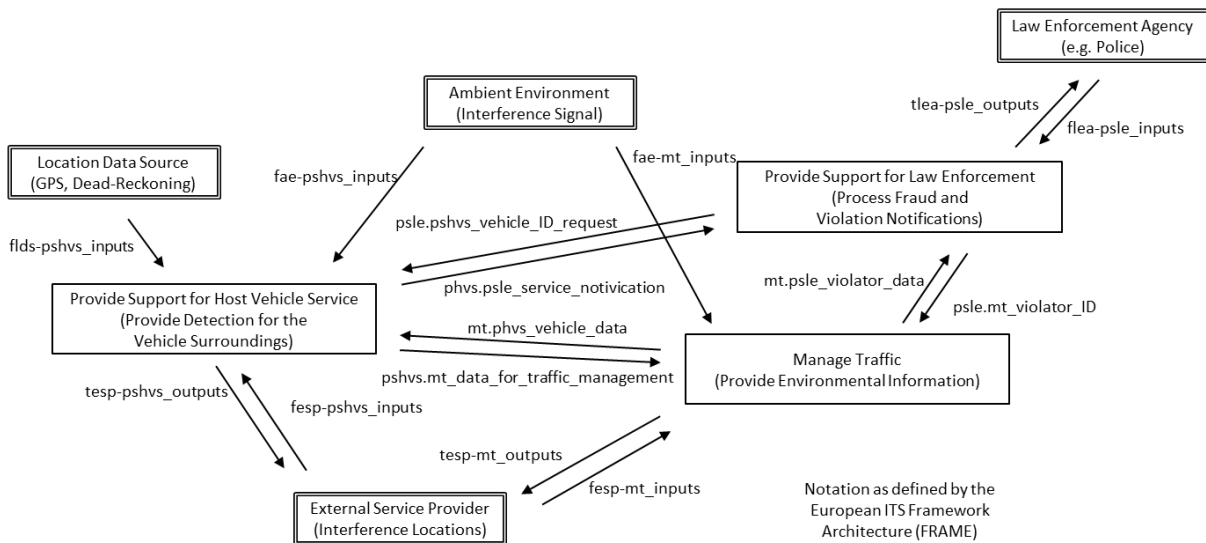 Law Enforcement Agency
(e.g. Police)
Ambient Environment
(Interference Signal)
tlea-psle_outputs
flea-psle_inputs
Location Data Source
(GPS, Dead-Reckoning)
fae-pshvs_inputs
fae-mt_inputs
Provide Support for Law Enforcement
(Process Fraud and
Violation Notifications)
psle.pshvs_vehicle_ID_request
flds-pshvs_inputs
phvs.psle_service_notivication
mt.psle_violator_data
psle.mt_violator_ID
Provide Support for Host Vehicle Service
(Provide Detection for the
Vehicle Surroundings)
mt.phvs_vehicle_data
pshvs.mt_data_for_traffic_management
Manage Traffic
(Provide Environmental Information)
tesp-pshvs_outputs
fesp-pshvs_inputs
tesp-mt_outputs
fesp-mt_inputs
External Service Provider
(Interference Locations)
Notation as defined by the
European ITS Framework
Architecture (FRAME)